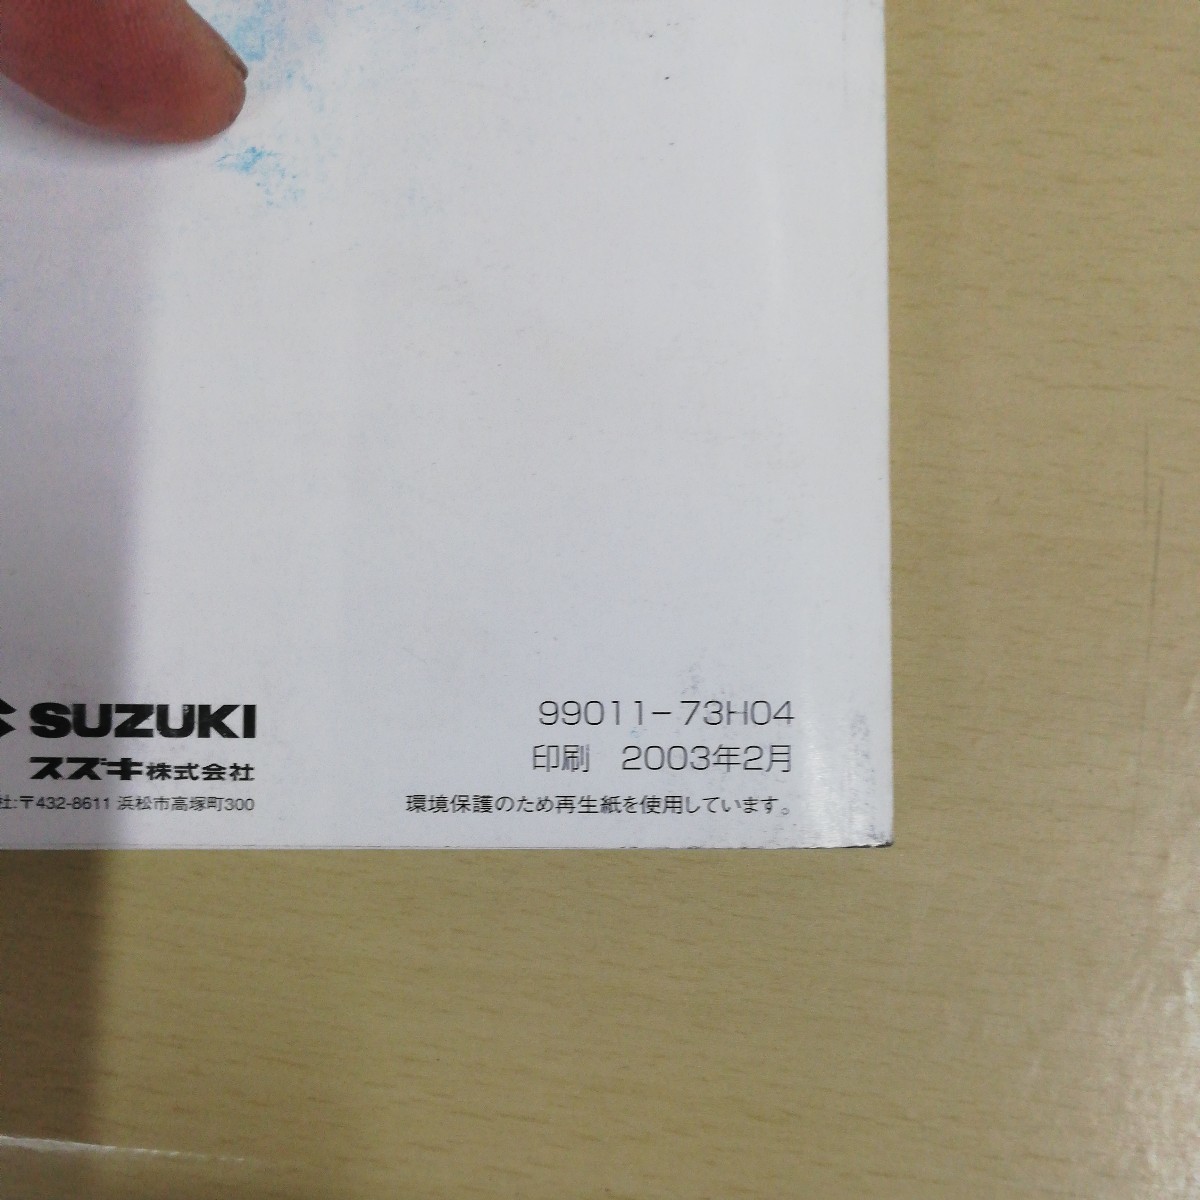 SUZUKI
スズキ株式会社
社:〒432-8611 浜松市高塚町300
99011-73H04
印刷　2003年2月
環境保護のため再生紙を使用しています。